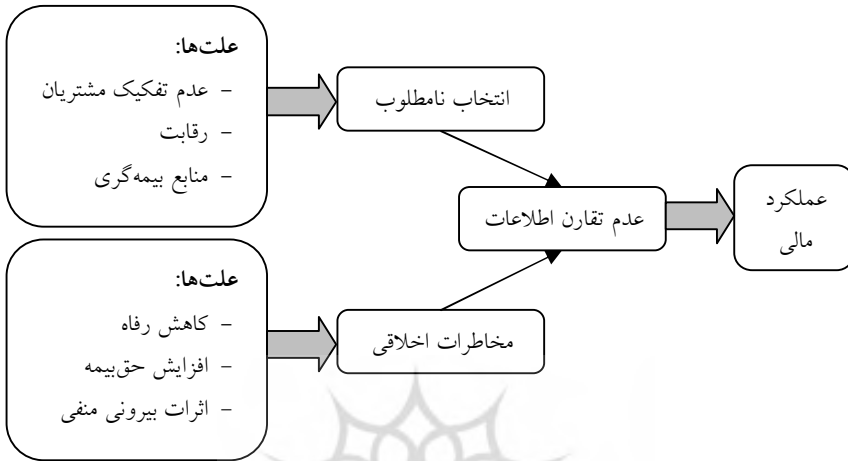 علت‌ها:
- عدم تفکیک مشتریان
- رقابت
- منابع بیمه‌گری
انتخاب نامطلوب
عدم تقارن اطلاعات
عملکرد
مالی
علت‌ها:
- کاهش رفاه
- افزایش حق‌بیمه
- اثرات بیرونی منفی
مخاطرات اخلاقی